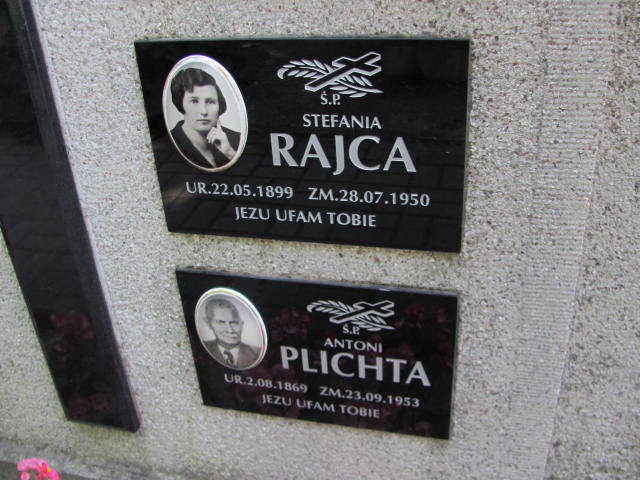 Ś.P.
STEFANIA
RAJCA
UR.22.05.1899 ZM.28.07.1950
JEZU UFAM TOBIE
Ś.P.
ANTONI
PLICHTA
UR.2.08.1869 ZM.23.09.1953
JEZU UFAM TOBIE